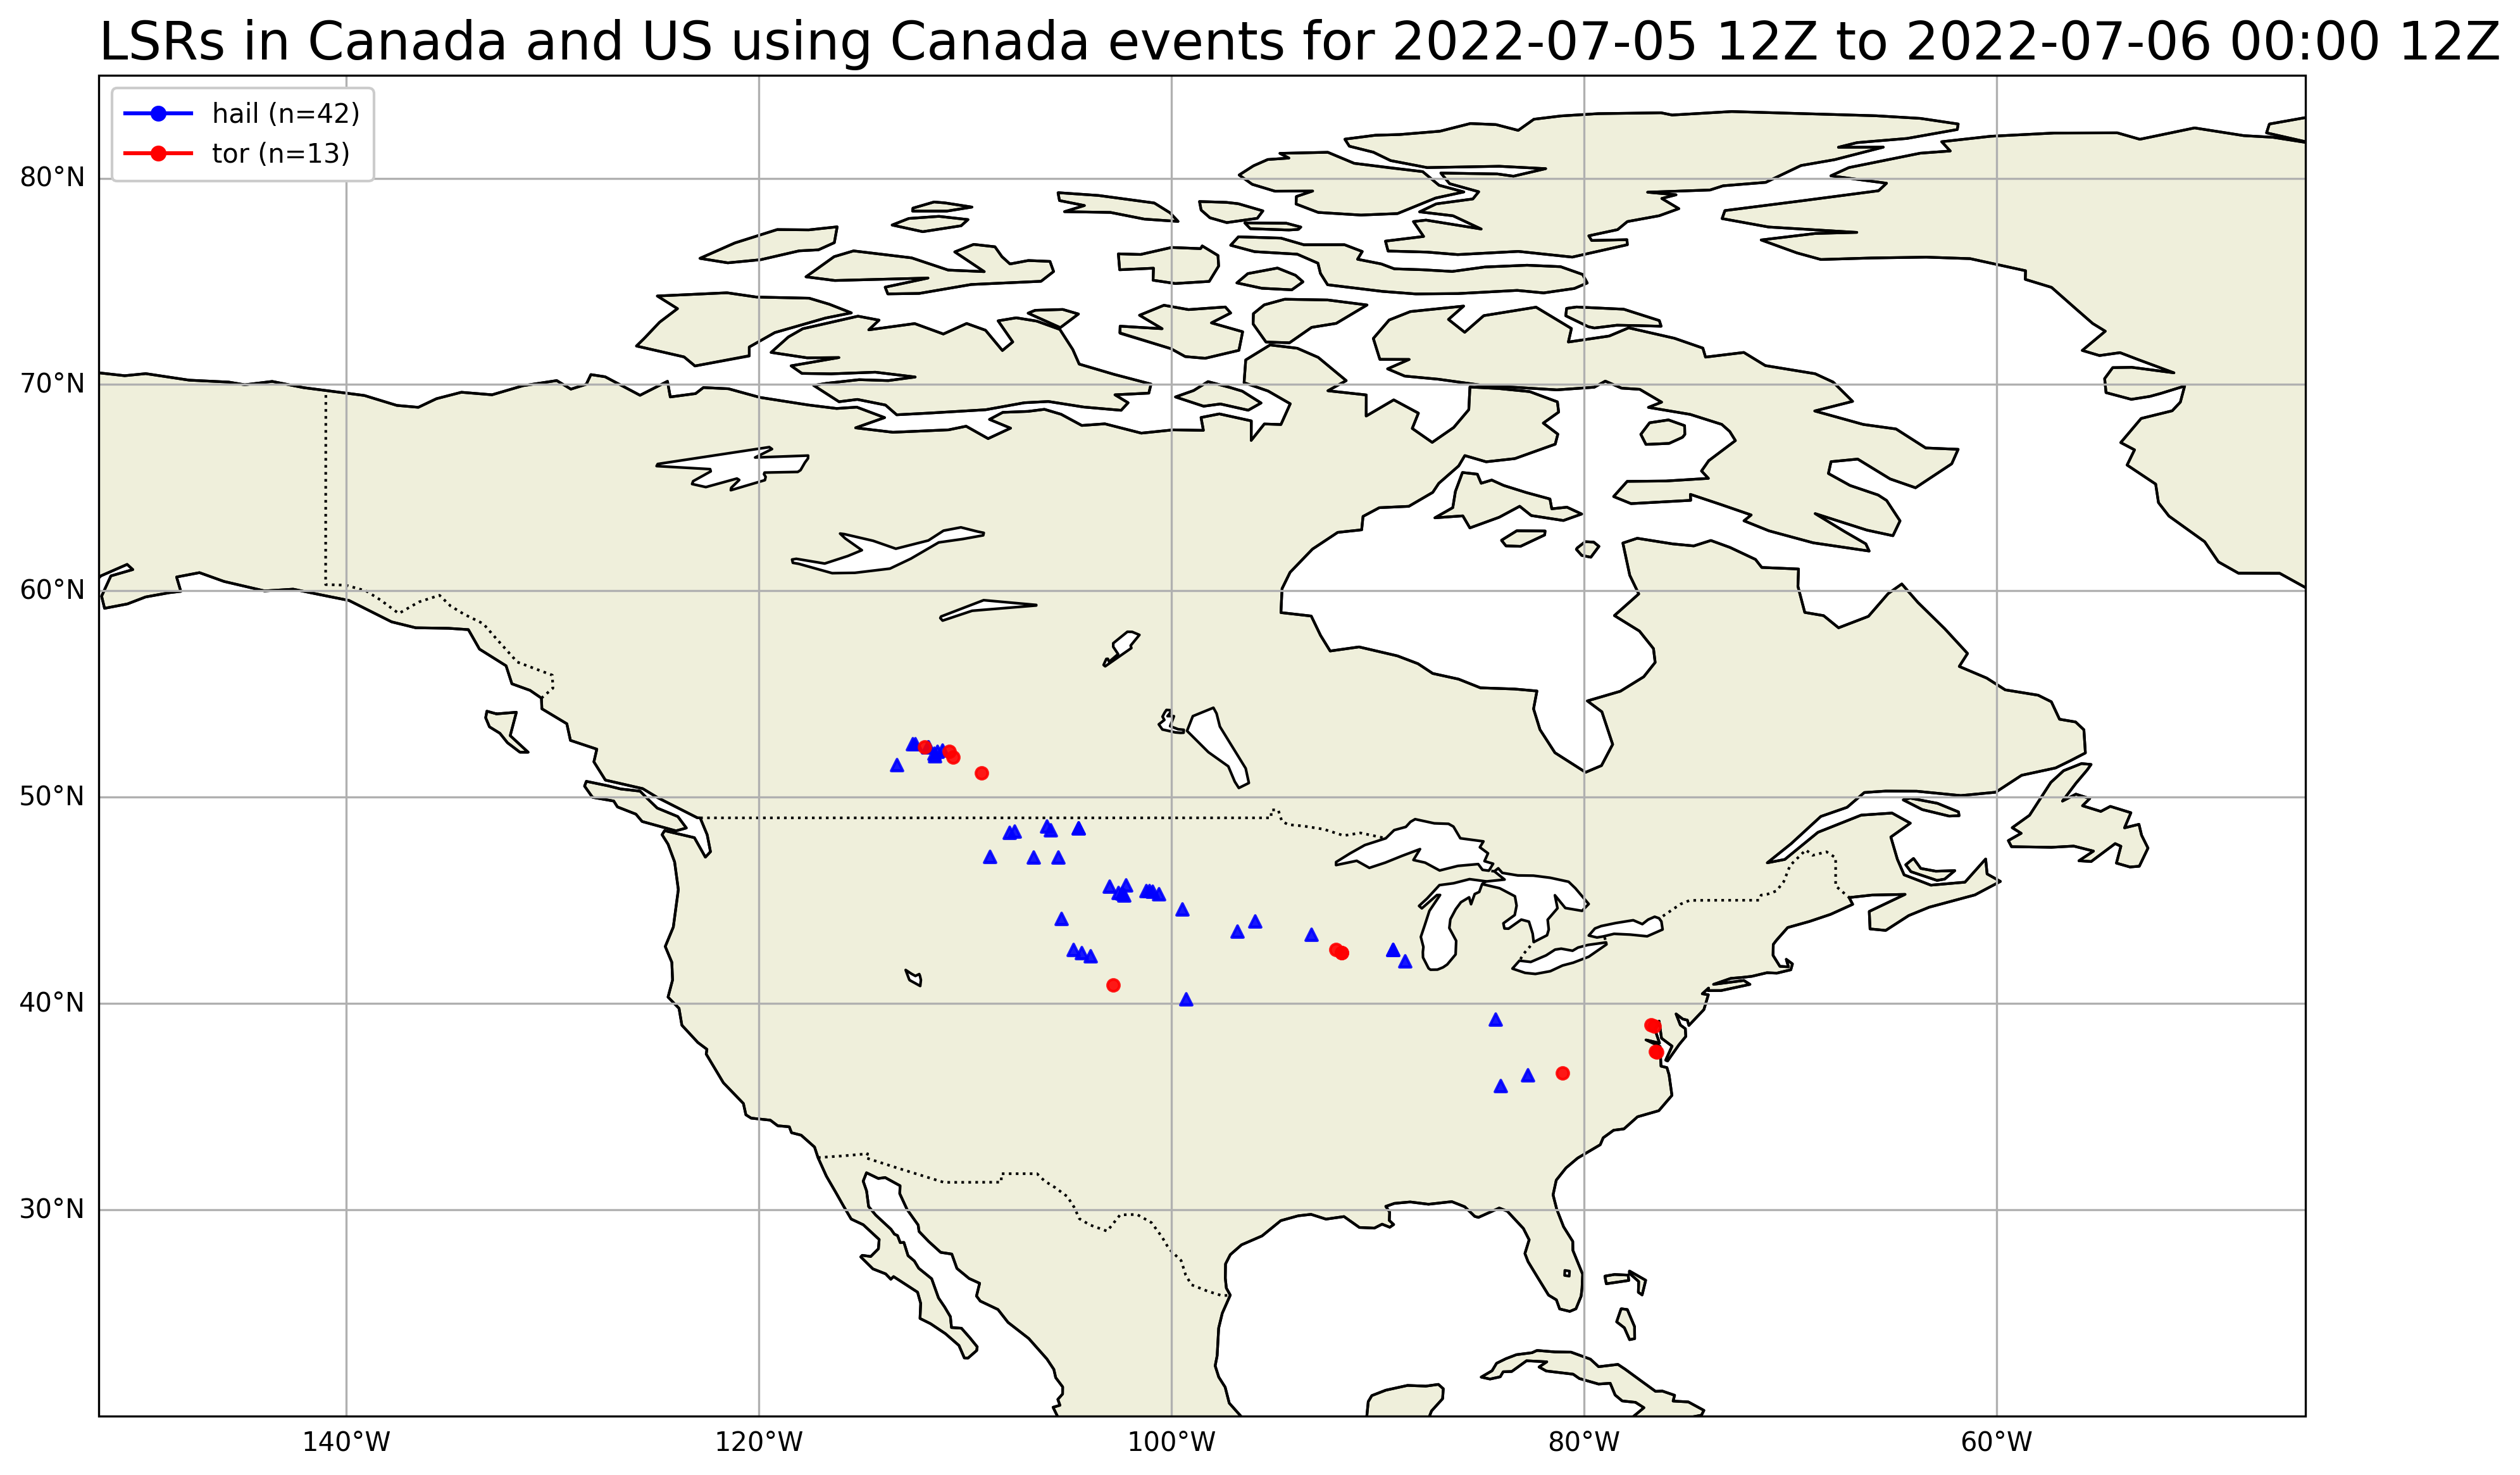 LSRs in Canada and US using Canada events for 2022-07-05 12Z to 2022-07-06 00:00 12Z
hail (n=42)
tor (n=13)
80°N
70°N
60°N
50°N
40°N
30°N
140°W
120°W
100°W
80°W
60°W